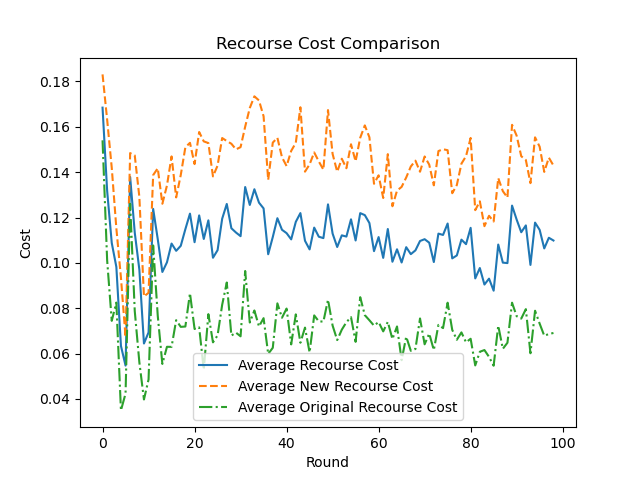 Recourse Cost Comparison
0.18
0.16
0.14
0.12
0.10
0.08
0.06
0.04
Cost
Average Recourse Cost
Average New Recourse Cost
Average Original Recourse Cost
0 20 40 60 80 100
Round